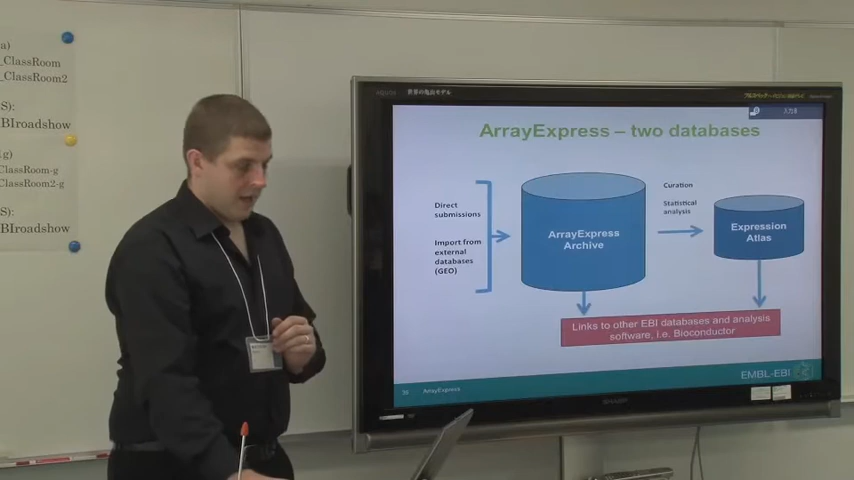 a)
_ClassRoom
_ClassRoom2
S):
BIroadshow
g)
ClassRoom-g
ClassRoom2-g
S):
BIroadshow
ArrayExpress – two databases
Direct
submissions
Import from
external
databases
(GEO)
ArrayExpress
Archive
Curation
Statistical
analysis
Expression
Atlas
Links to other EBI databases and analysis
software, i.e. Bioconductor
ArrayExpress
EMBL-EBI
SHARP